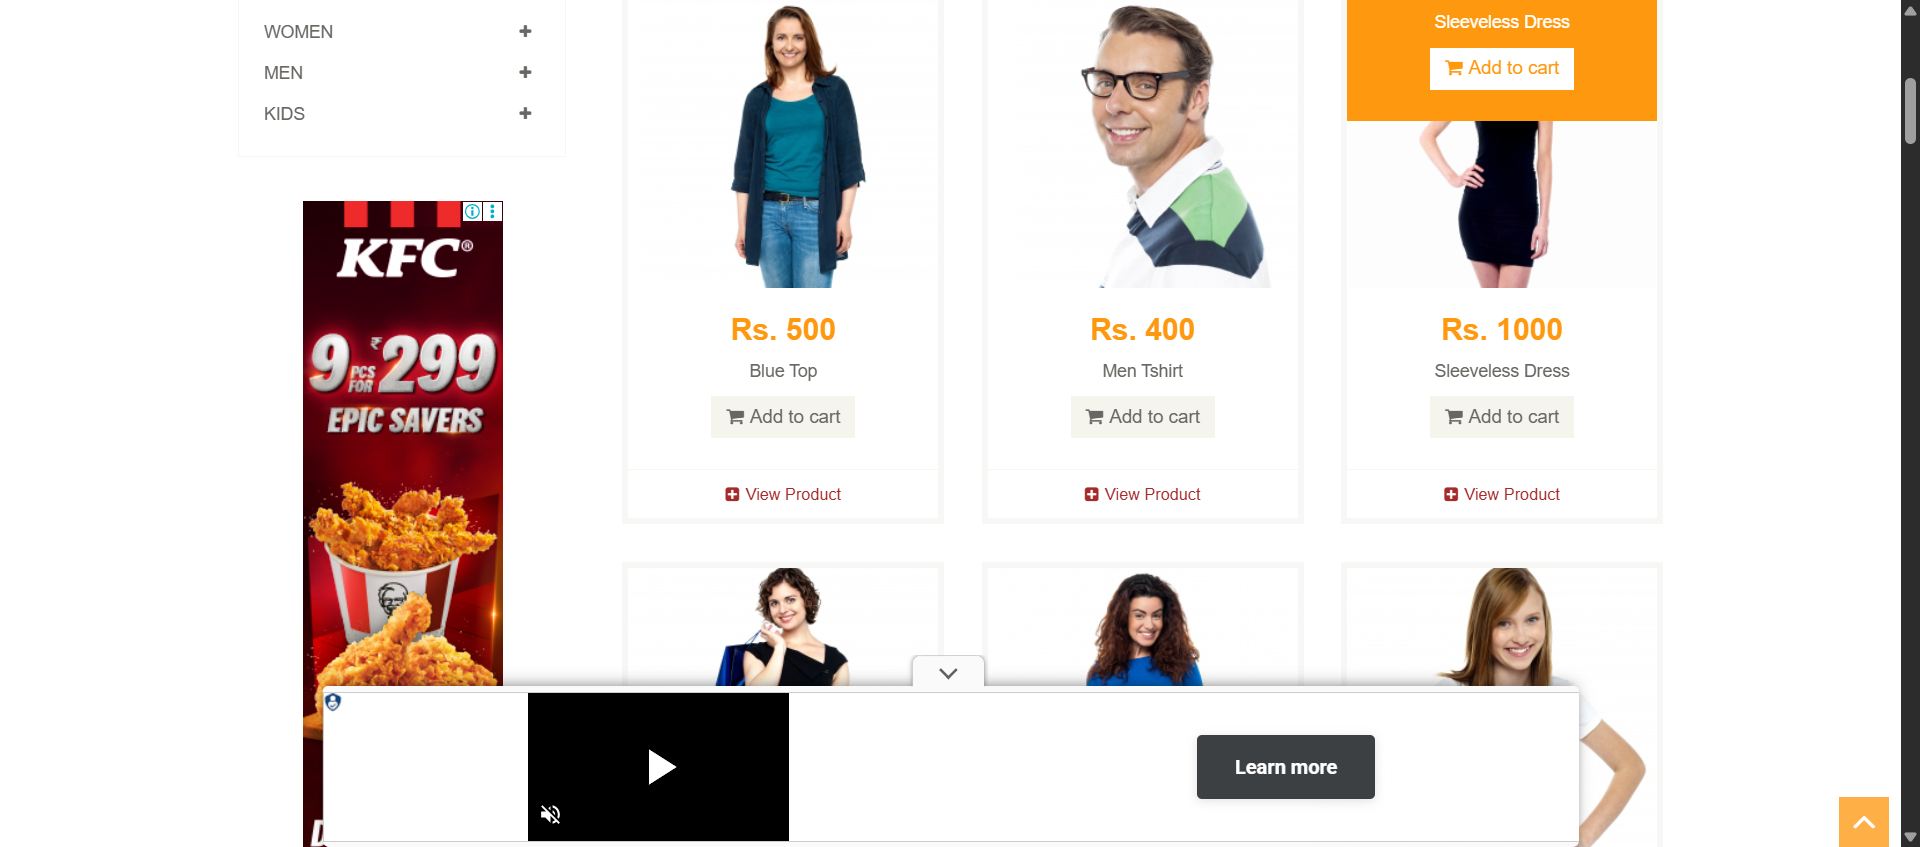 WOMEN
MEN
KIDS
KFC®
9 PCS FOR ₹299
EPIC SAVERS
D
Sleeveless Dress
Add to cart
Rs. 500
Blue Top
Add to cart
View Product
Rs. 400
Men Tshirt
Add to cart
View Product
Rs. 1000
Sleeveless Dress
Add to cart
View Product
Learn more